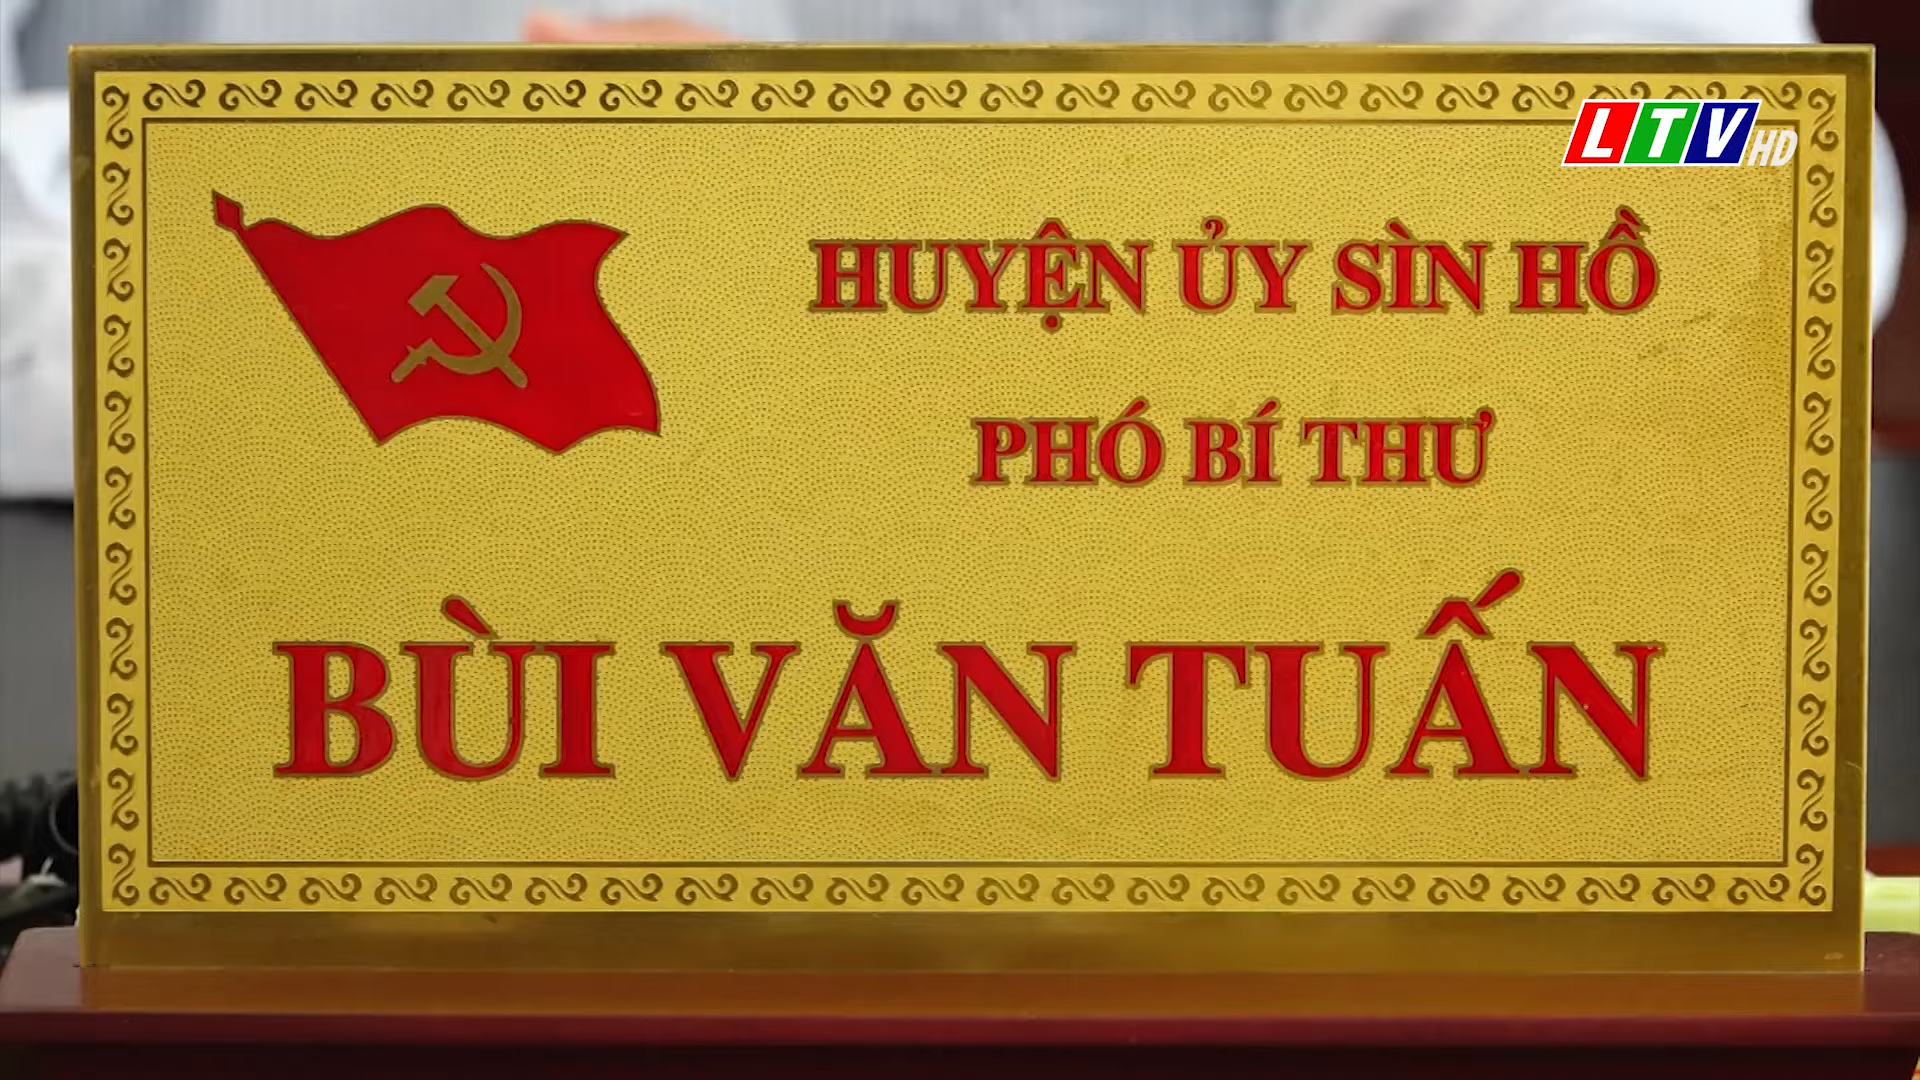 LTV HD
HUYỆN ỦY SÌN HỒ
PHÓ BÍ THƯ
BÙI VĂN TUẤN